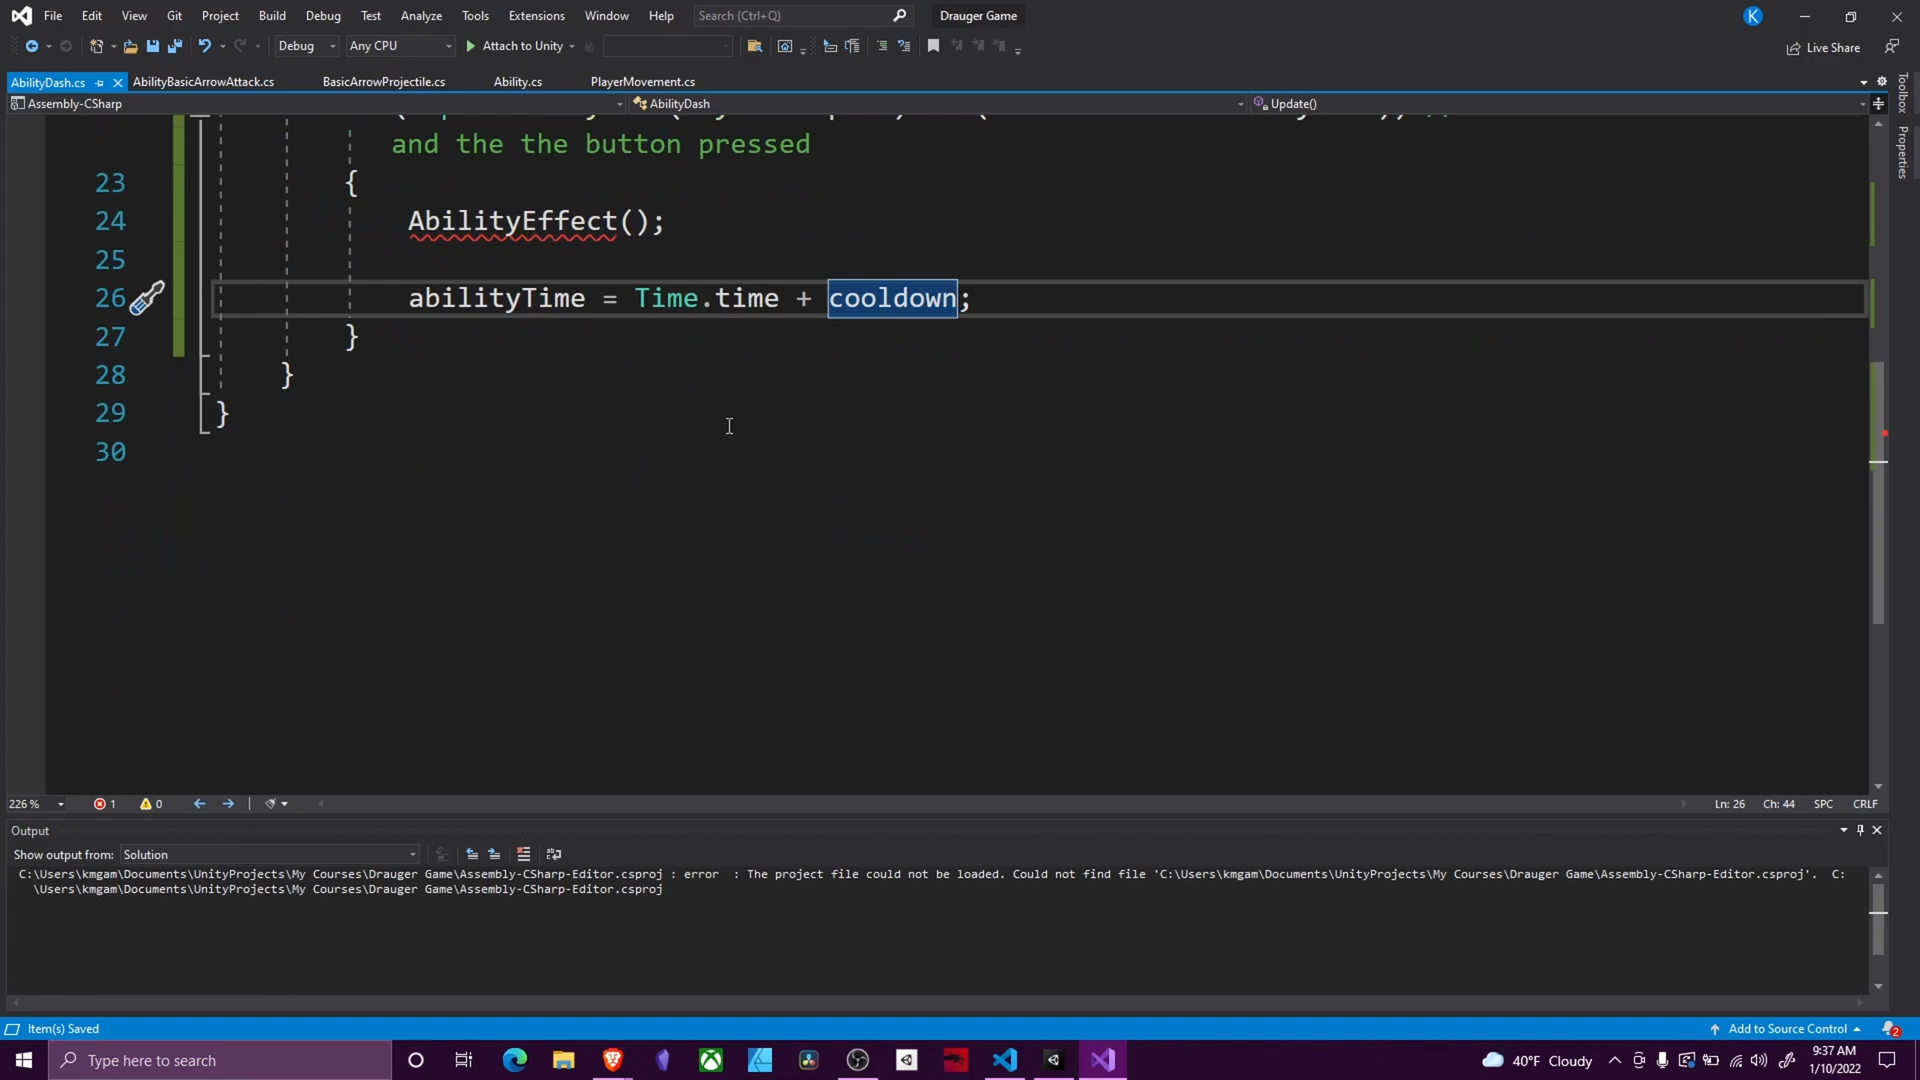 File Edit View Git Project Build Debug Test Analyze Tools Extensions Window Help Search (Ctrl+Q) Drauger Game K
Debug Any CPU Attach to Unity Live Share
AbilityDash.cs AbilityBasicArrowAttack.cs BasicArrowProjectile.cs Ability.cs PlayerMovement.cs
Assembly-CSharp AbilityDash Update()
Toolbox
Properties
and the the button pressed
23 {
24 AbilityEffect();
25
26 abilityTime = Time.time + cooldown;
27 }
28 }
29 }
30
226 % 1 0 Ln: 26 Ch: 44 SPC CRLF
Output
Show output from: Solution
C:\Users\kmgam\Documents\UnityProjects\My Courses\Drauger Game\Assembly-CSharp-Editor.csproj : error : The project file could not be loaded. Could not find file 'C:\Users\kmgam\Documents\UnityProjects\My Courses\Drauger Game\Assembly-CSharp-Editor.csproj'. C:
\Users\kmgam\Documents\UnityProjects\My Courses\Drauger Game\Assembly-CSharp-Editor.csproj
Item(s) Saved Add to Source Control 2
Type here to search 40°F Cloudy 9:37 AM
1/10/2022